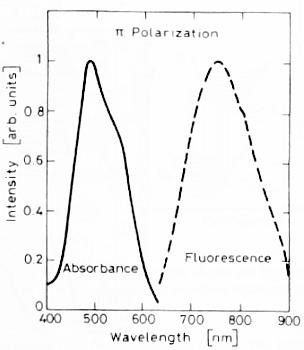 π Polarization
Intensity [arb. units]
1
0.8
0.6
0.4
0.2
Absorbance
Fluorescence
400 500 600 700 800 900
Wavelength [nm]